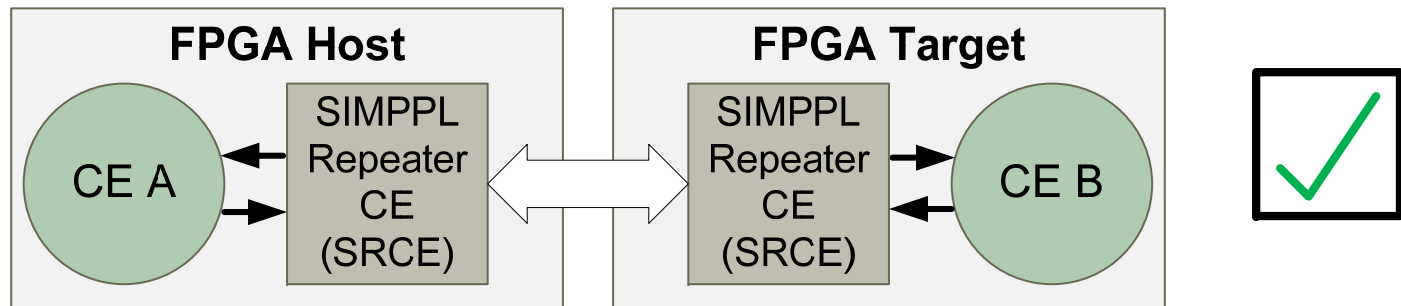 FPGA Host
FPGA Target
CE A
SIMPPL
Repeater
CE
(SRCE)
SIMPPL
Repeater
CE
(SRCE)
CE B